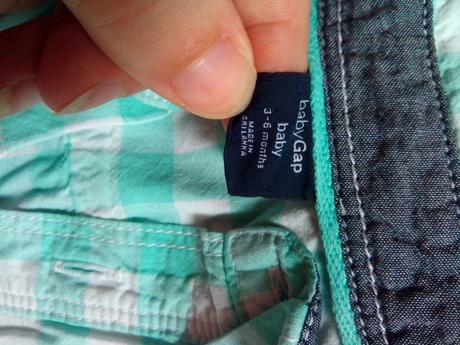 babyGap
baby
3-6 months
MADE IN
SRI LANKA